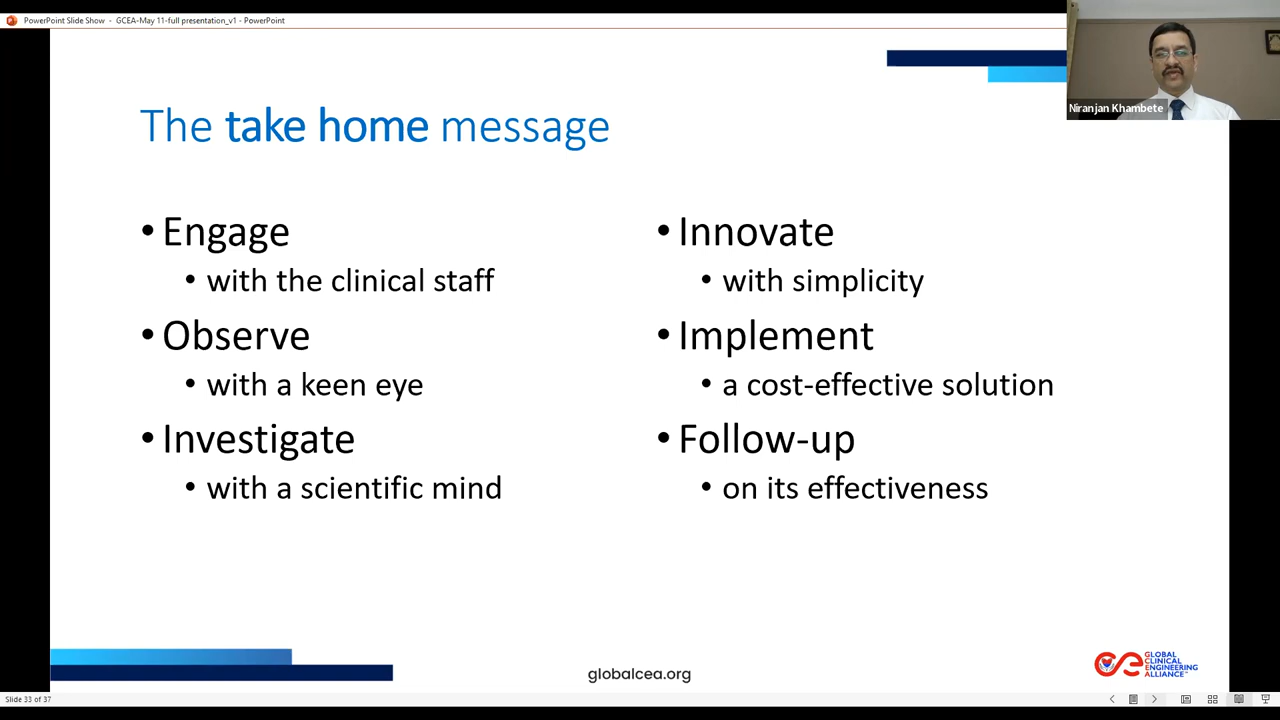 PowerPoint Slide Show - GCEA-May 11-full presentation_v1 - PowerPoint
Niranjan Khambete
The take home message
• Engage
• with the clinical staff
• Observe
• with a keen eye
• Investigate
• with a scientific mind
• Innovate
• with simplicity
• Implement
• a cost-effective solution
• Follow-up
• on its effectiveness
globalcea.org
GLOBAL
CLINICAL
ENGINEERING
ALLIANCE™
Slide 33 of 37